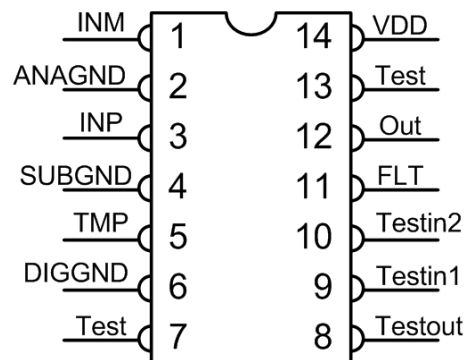 INM 1 14 VDD
ANAGND 2 13 Test
INP 3 12 Out
SUBGND 4 11 FLT
TMP 5 10 Testin2
DIGGND 6 9 Testin1
Test 7 8 Testout